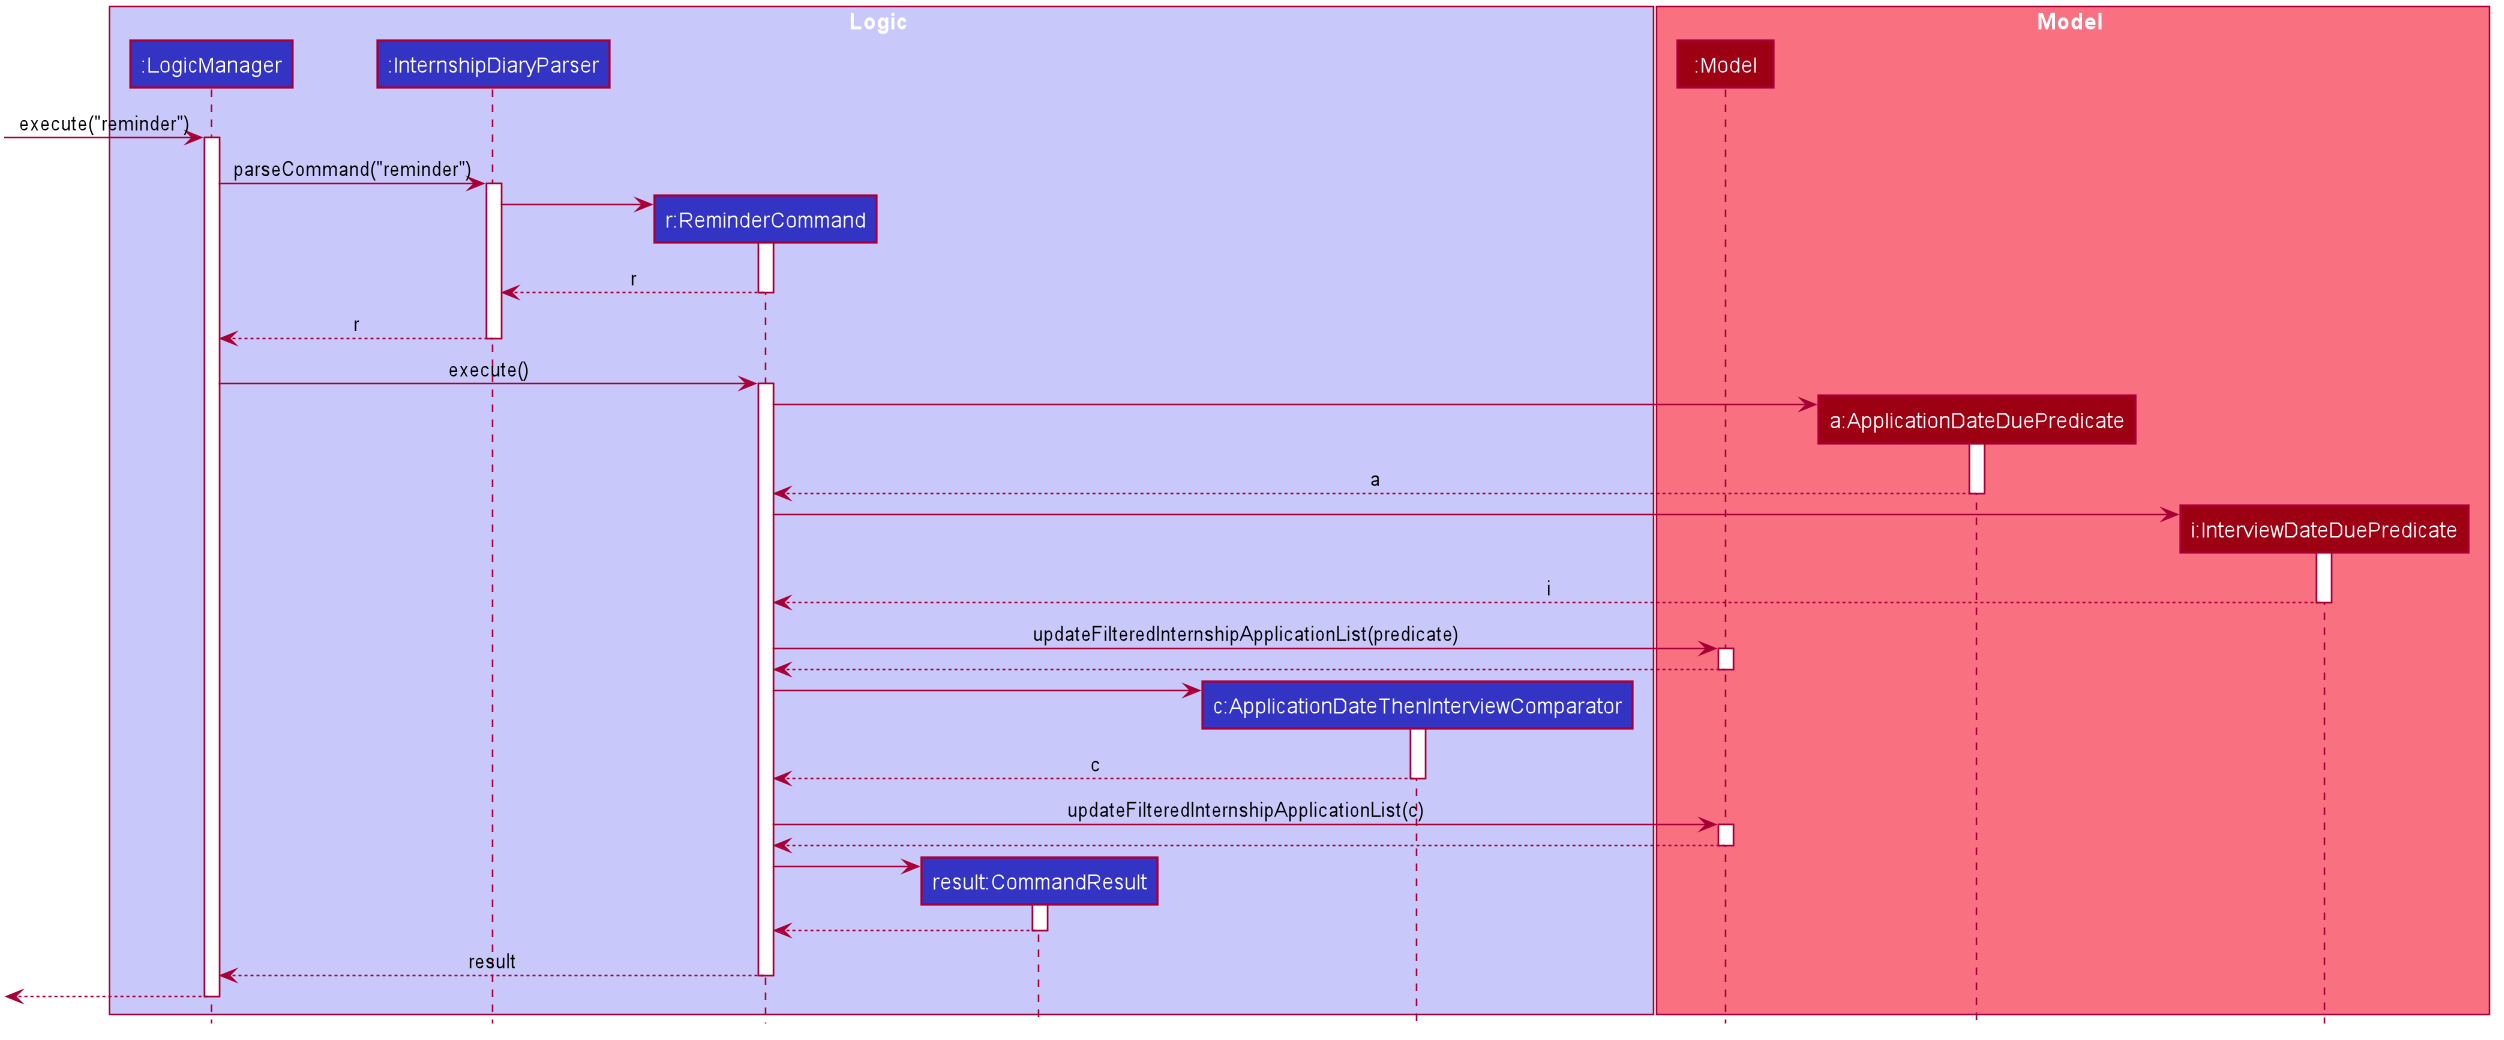 Logic
Model
:LogicManager
:InternshipDiaryParser
:Model
execute("reminder")
parseCommand("reminder")
r:ReminderCommand
r
r
execute()
a:ApplicationDateDuePredicate
a
i:InterviewDateDuePredicate
i
updateFilteredInternshipApplicationList(predicate)
c:ApplicationDateThenInterviewComparator
c
updateFilteredInternshipApplicationList(c)
result:CommandResult
result